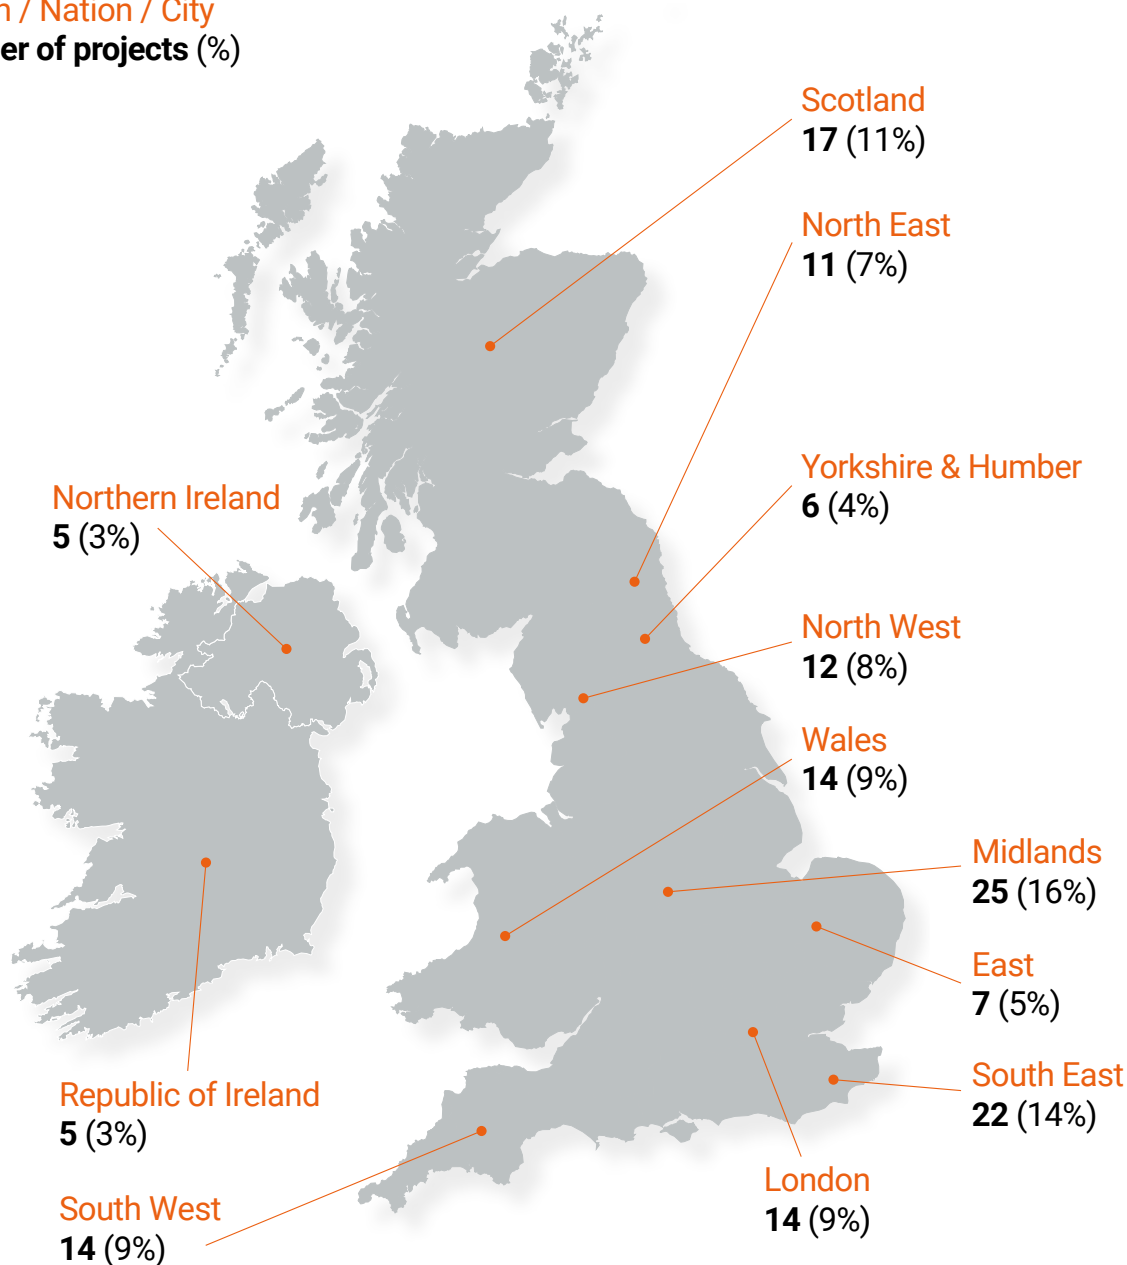 / Nation / City
of projects (%)
Scotland
17 (11%)
North East
11 (7%)
Yorkshire & Humber
6 (4%)
Northern Ireland
5 (3%)
North West
12 (8%)
Wales
14 (9%)
Midlands
25 (16%)
East
7 (5%)
South East
22 (14%)
Republic of Ireland
5 (3%)
London
14 (9%)
South West
14 (9%)